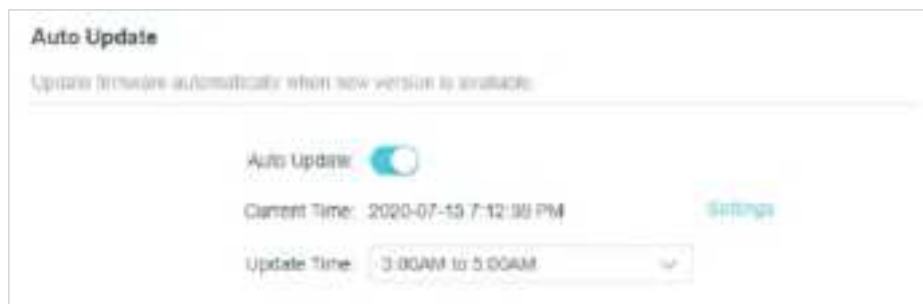 Auto Update
Update firmware automatically when new version is available.
Auto Update:
Current Time: 2020-07-13 7:12:39 PM Settings
Update Time: 3:00AM to 5:00AM